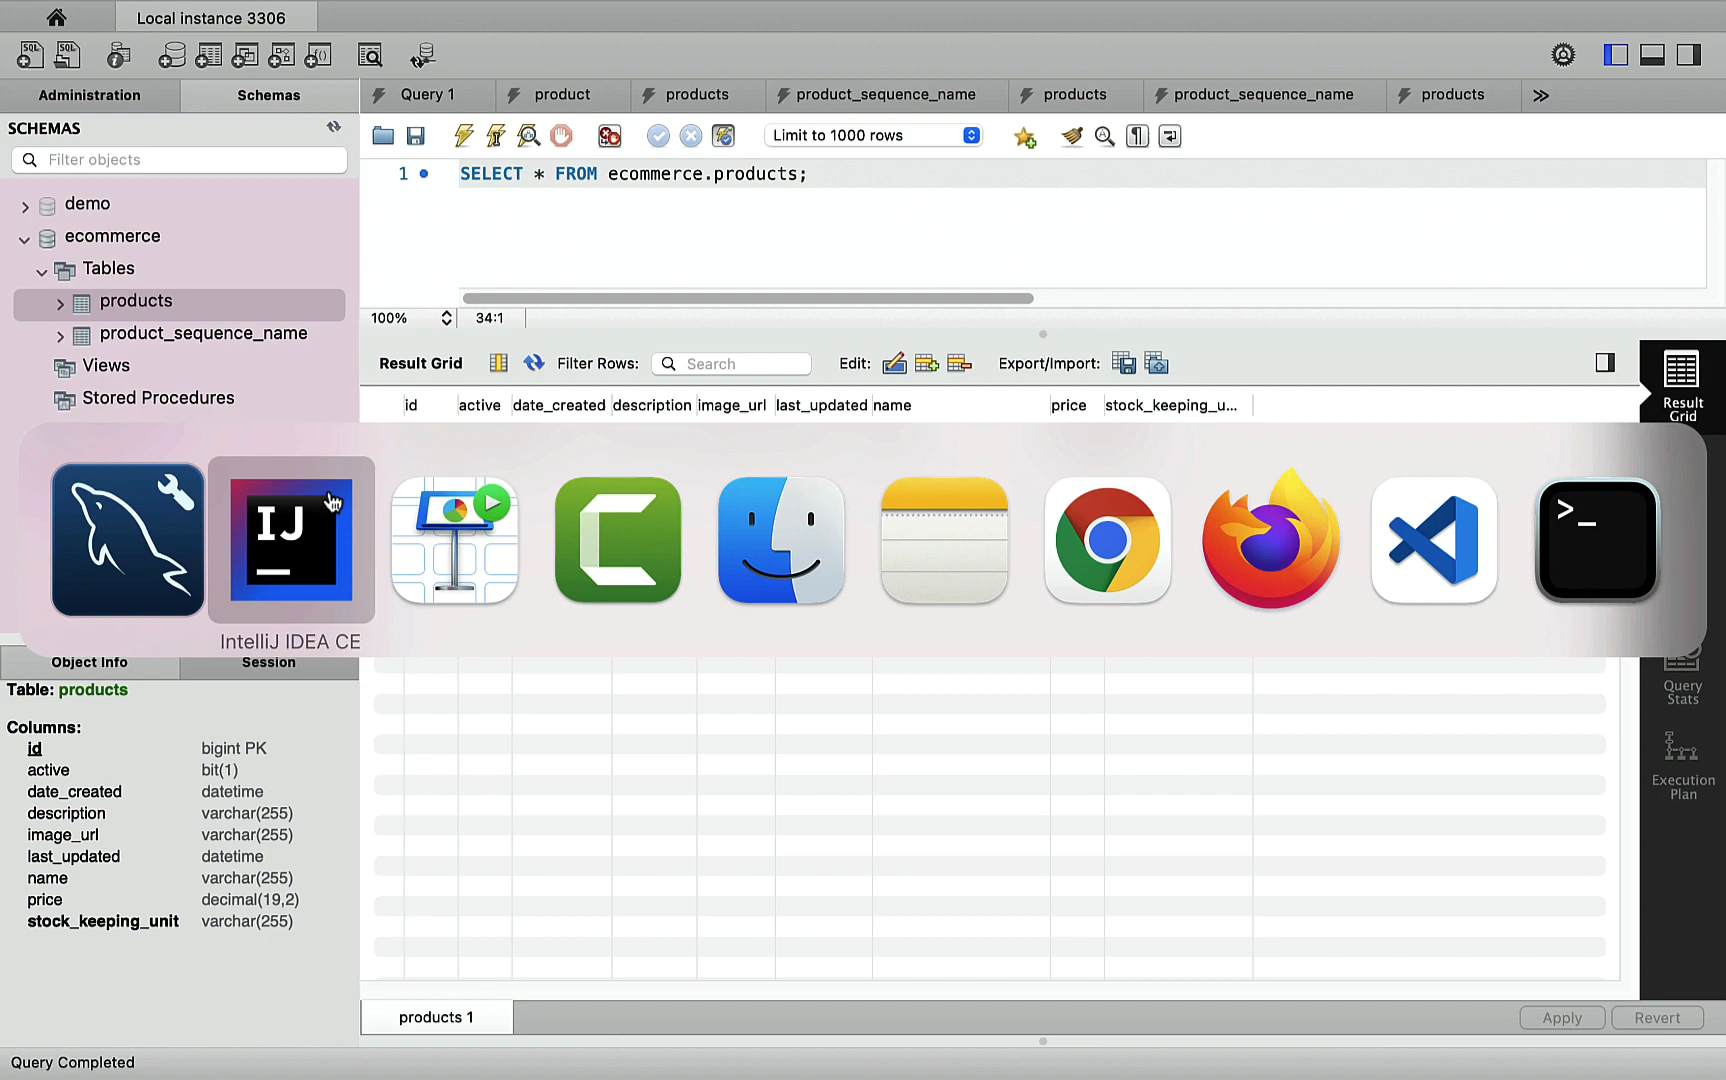 Local instance 3306
SQL
SQL
Administration
Schemas
Query 1
product
products
product_sequence_name
products
product_sequence_name
products
SCHEMAS
Filter objects
Limit to 1000 rows
1
SELECT * FROM ecommerce.products;
demo
ecommerce
Tables
products
product_sequence_name
Views
Stored Procedures
100%
34:1
Result Grid
Filter Rows:
Search
Edit:
Export/Import:
Result
Grid
id
active
date_created
description
image_url
last_updated
name
price
stock_keeping_u...
IJ
>_
IntelliJ IDEA CE
Object Info
Session
Table: products
Columns:
id bigint PK
active bit(1)
date_created datetime
description varchar(255)
image_url varchar(255)
last_updated datetime
name varchar(255)
price decimal(19,2)
stock_keeping_unit varchar(255)
Query
Stats
Execution
Plan
products 1
Apply
Revert
Query Completed